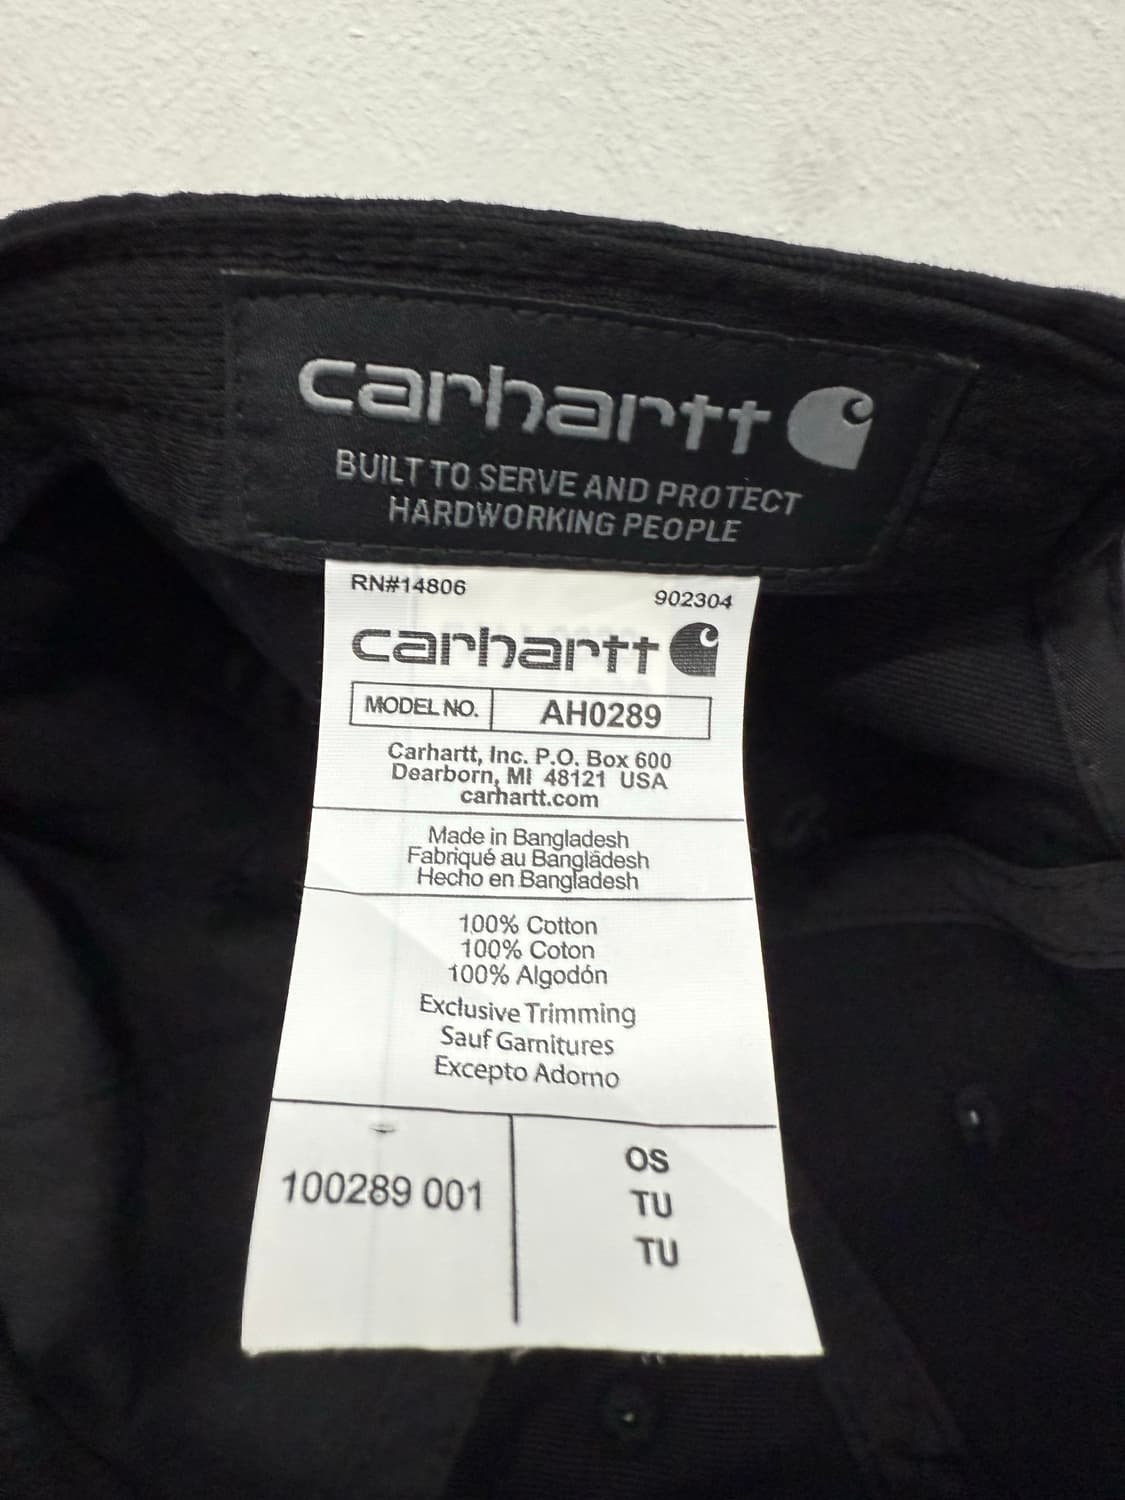 carhartt
BUILT TO SERVE AND PROTECT
HARDWORKING PEOPLE
RN#14806 902304
carhartt
MODEL NO. AH0289
Carhartt, Inc. P.O. Box 600
Dearborn, MI 48121 USA
carhartt.com
Made in Bangladesh
Fabriqué au Bangladesh
Hecho en Bangladesh
100% Cotton
100% Coton
100% Algodón
Exclusive Trimming
Sauf Garnitures
Excepto Adorno
100289 001
OS
TU
TU